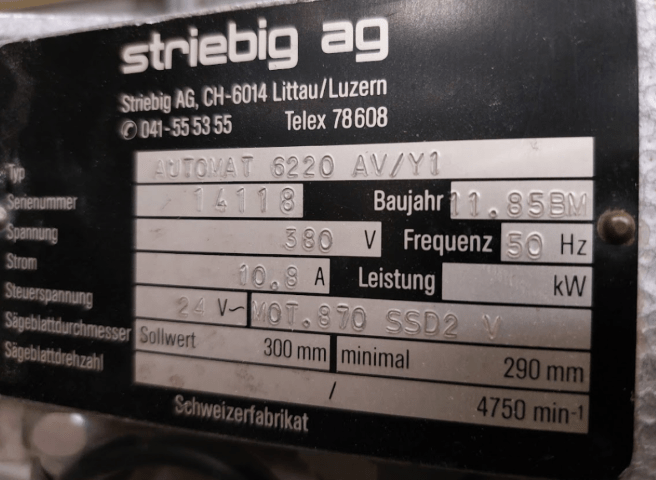 striebig ag
Striebig AG, CH-6014 Littau/Luzern
✆ 041-55 53 55 Telex 78608
Typ AUTOMAT 6220 AV/Y1
Serienummer 14118 Baujahr 11.85BM
Spannung 380 V Frequenz 50 Hz
Strom 10.8 A Leistung kW
Steuerspannung 24 V~ MOT.870 SSD2 V
Sägeblattdurchmesser Sollwert 300 mm minimal 290 mm
Sägeblattdrehzahl / 4750 min-1
Schweizerfabrikat